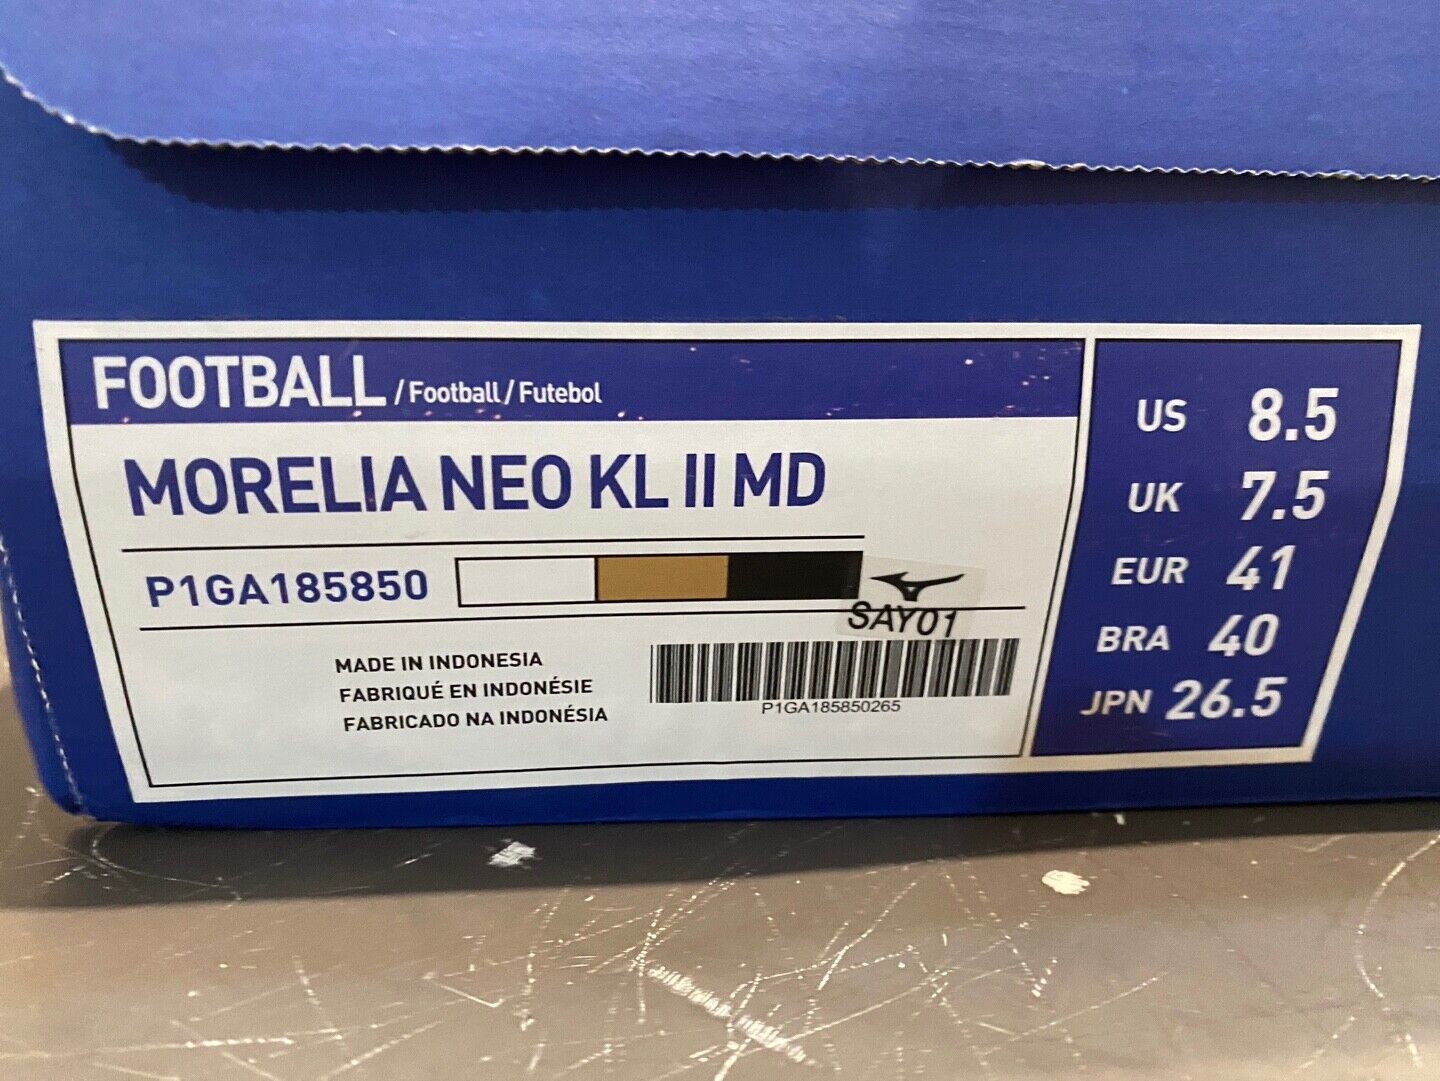 FOOTBALL /Football/Futebol
MORELIA NEO KL II MD
P1GA185850
SAY01
MADE IN INDONESIA
FABRIQUÉ EN INDONÉSIE
FABRICADO NA INDONÉSIA
P1GA185850265
US 8.5
UK 7.5
EUR 41
BRA 40
JPN 26.5